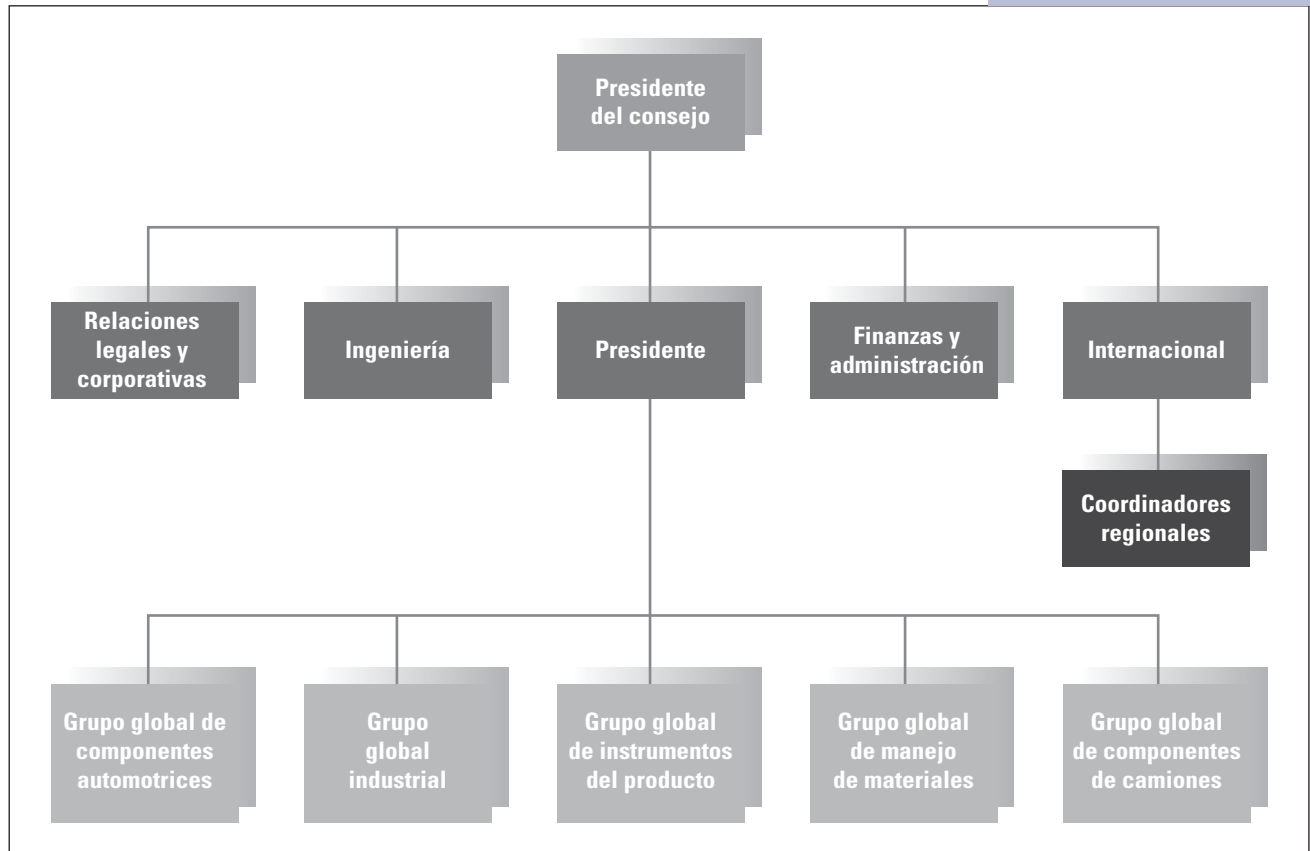 Presidente
del consejo
Relaciones
legales y
corporativas
Ingeniería
Presidente
Finanzas y
administración
Internacional
Coordinadores
regionales
Grupo global de
componentes
automotrices
Grupo
global
industrial
Grupo global
de instrumentos
del producto
Grupo global
de manejo
de materiales
Grupo global
de componentes
de camiones